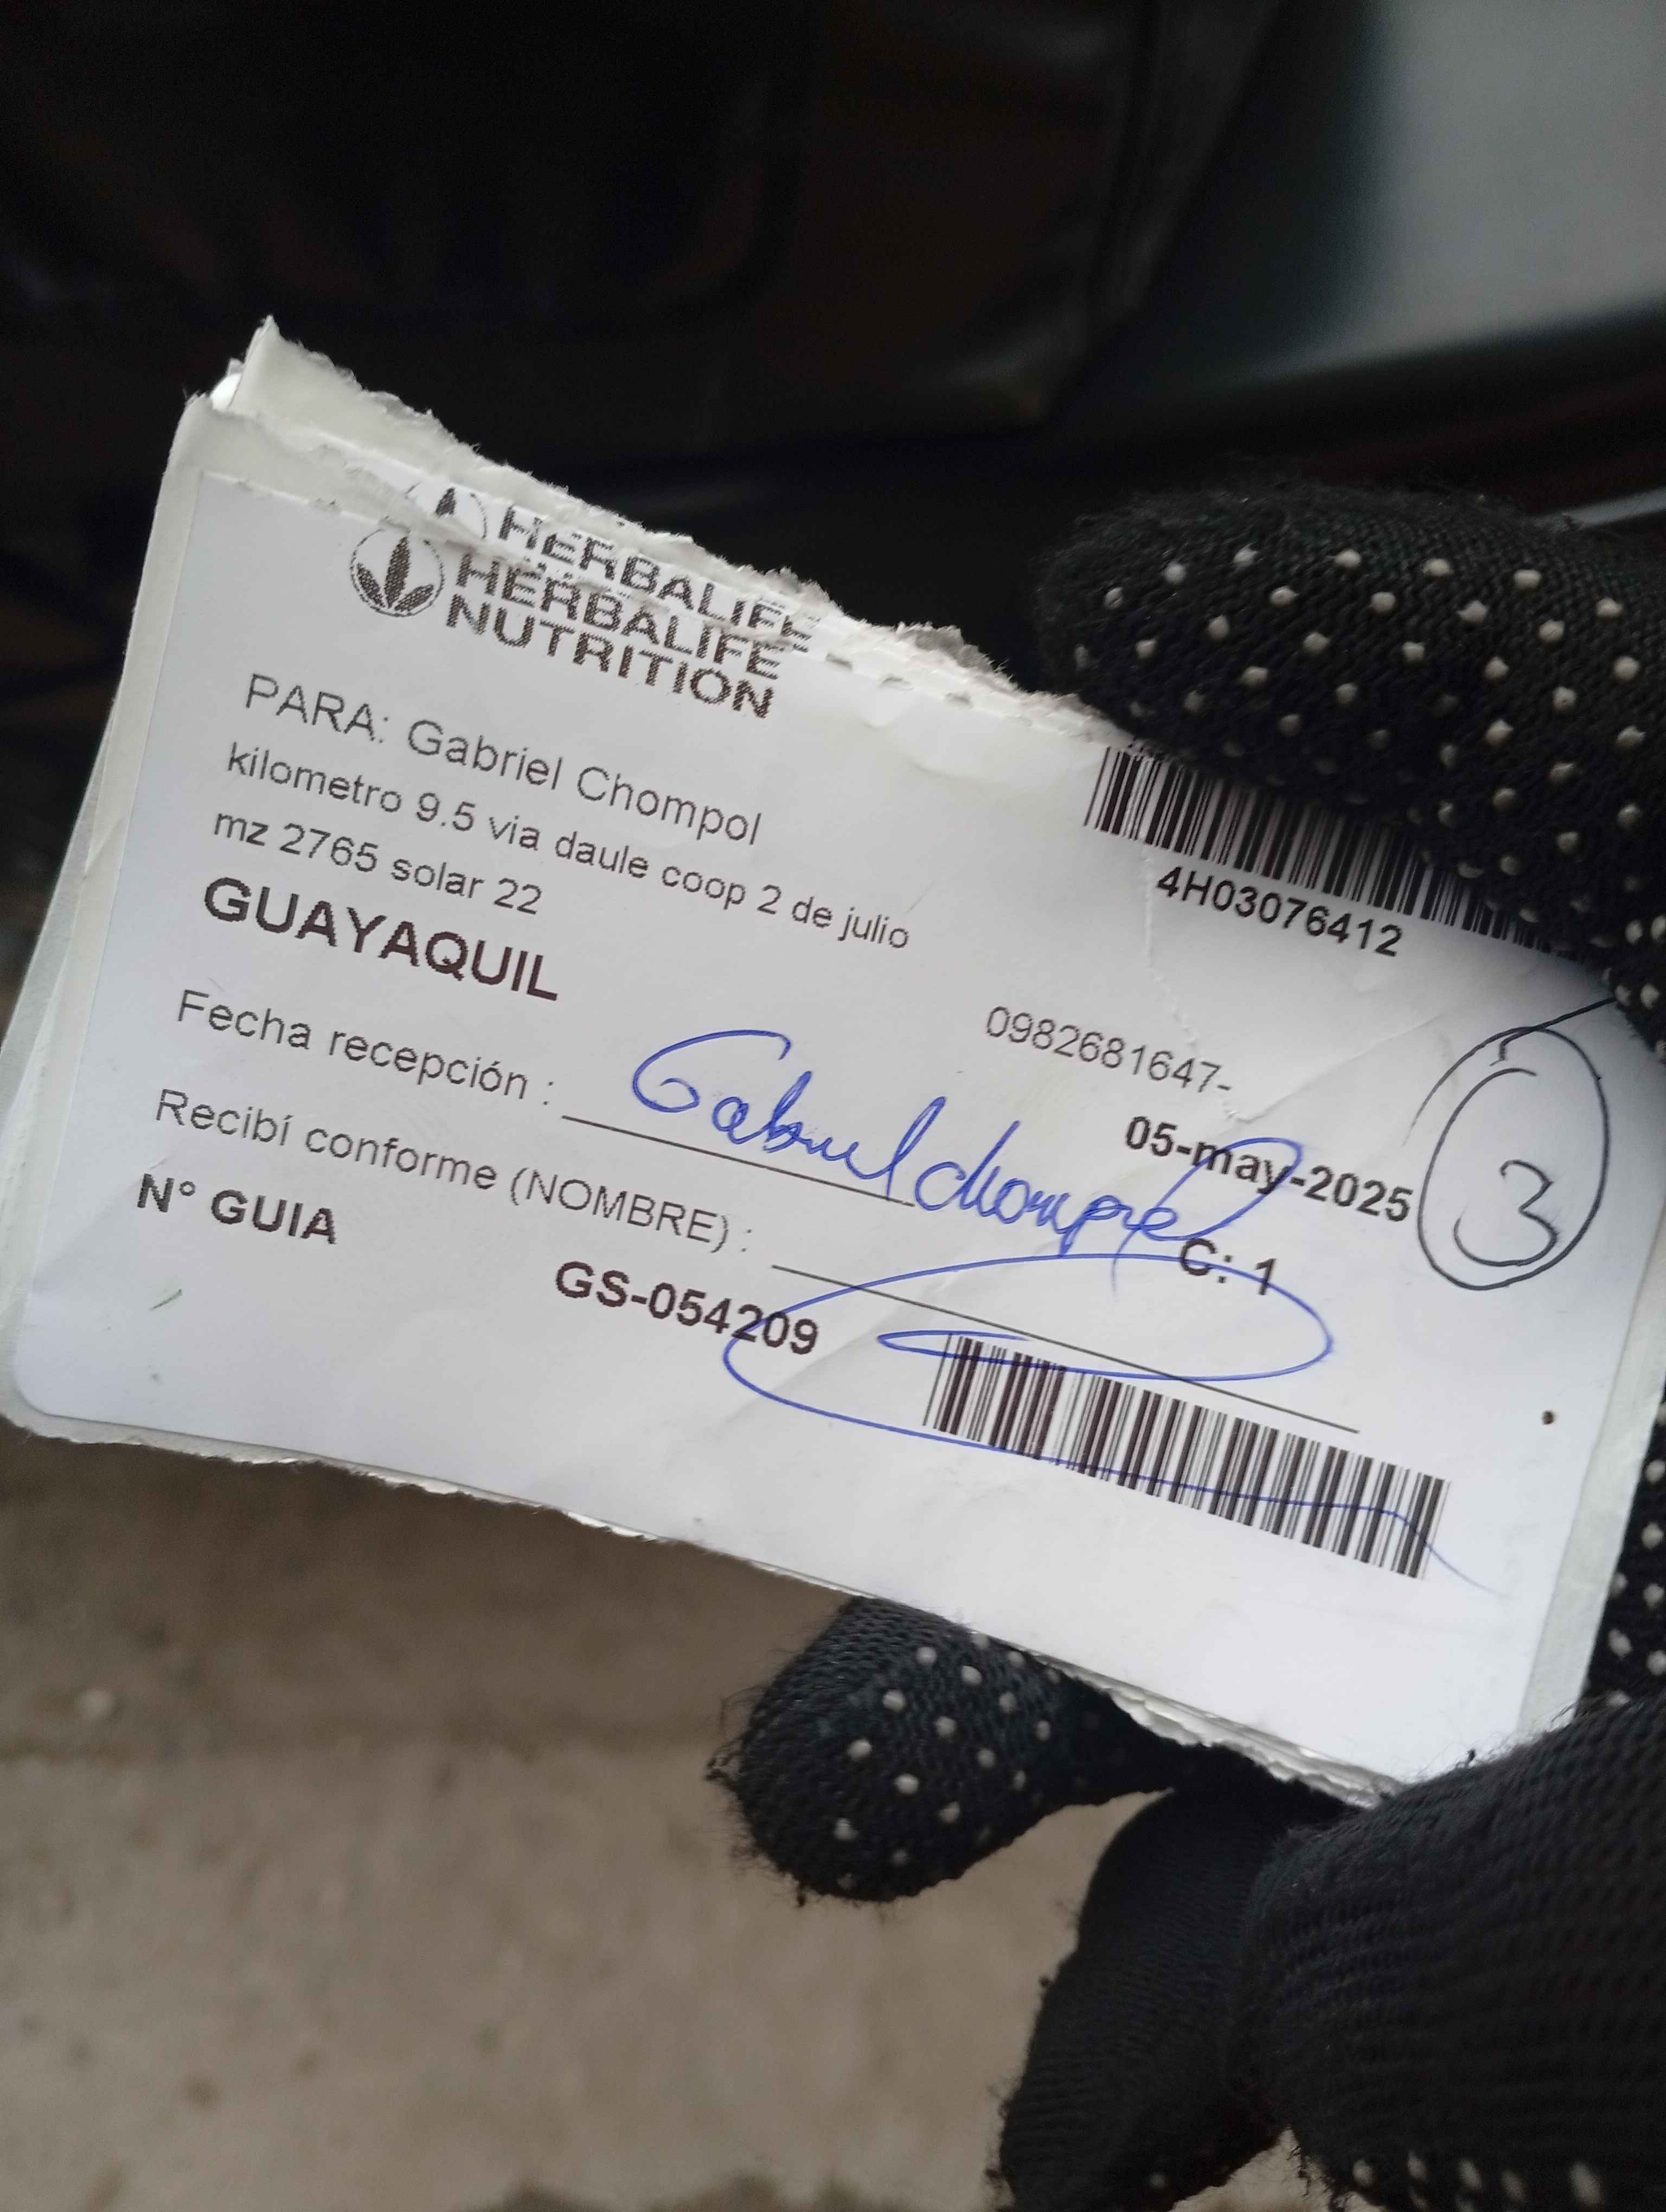 HERBALIFE
HERBALIFE
NUTRITION
4H03076412
PARA: Gabriel Chompol
kilometro 9.5 via daule coop 2 de julio
mz 2765 solar 22
GUAYAQUIL
0982681647-
05-may-2025
3
Fecha recepción :
Gabriel Chompol
Recibí conforme (NOMBRE) :
C: 1
N° GUIA
GS-054209